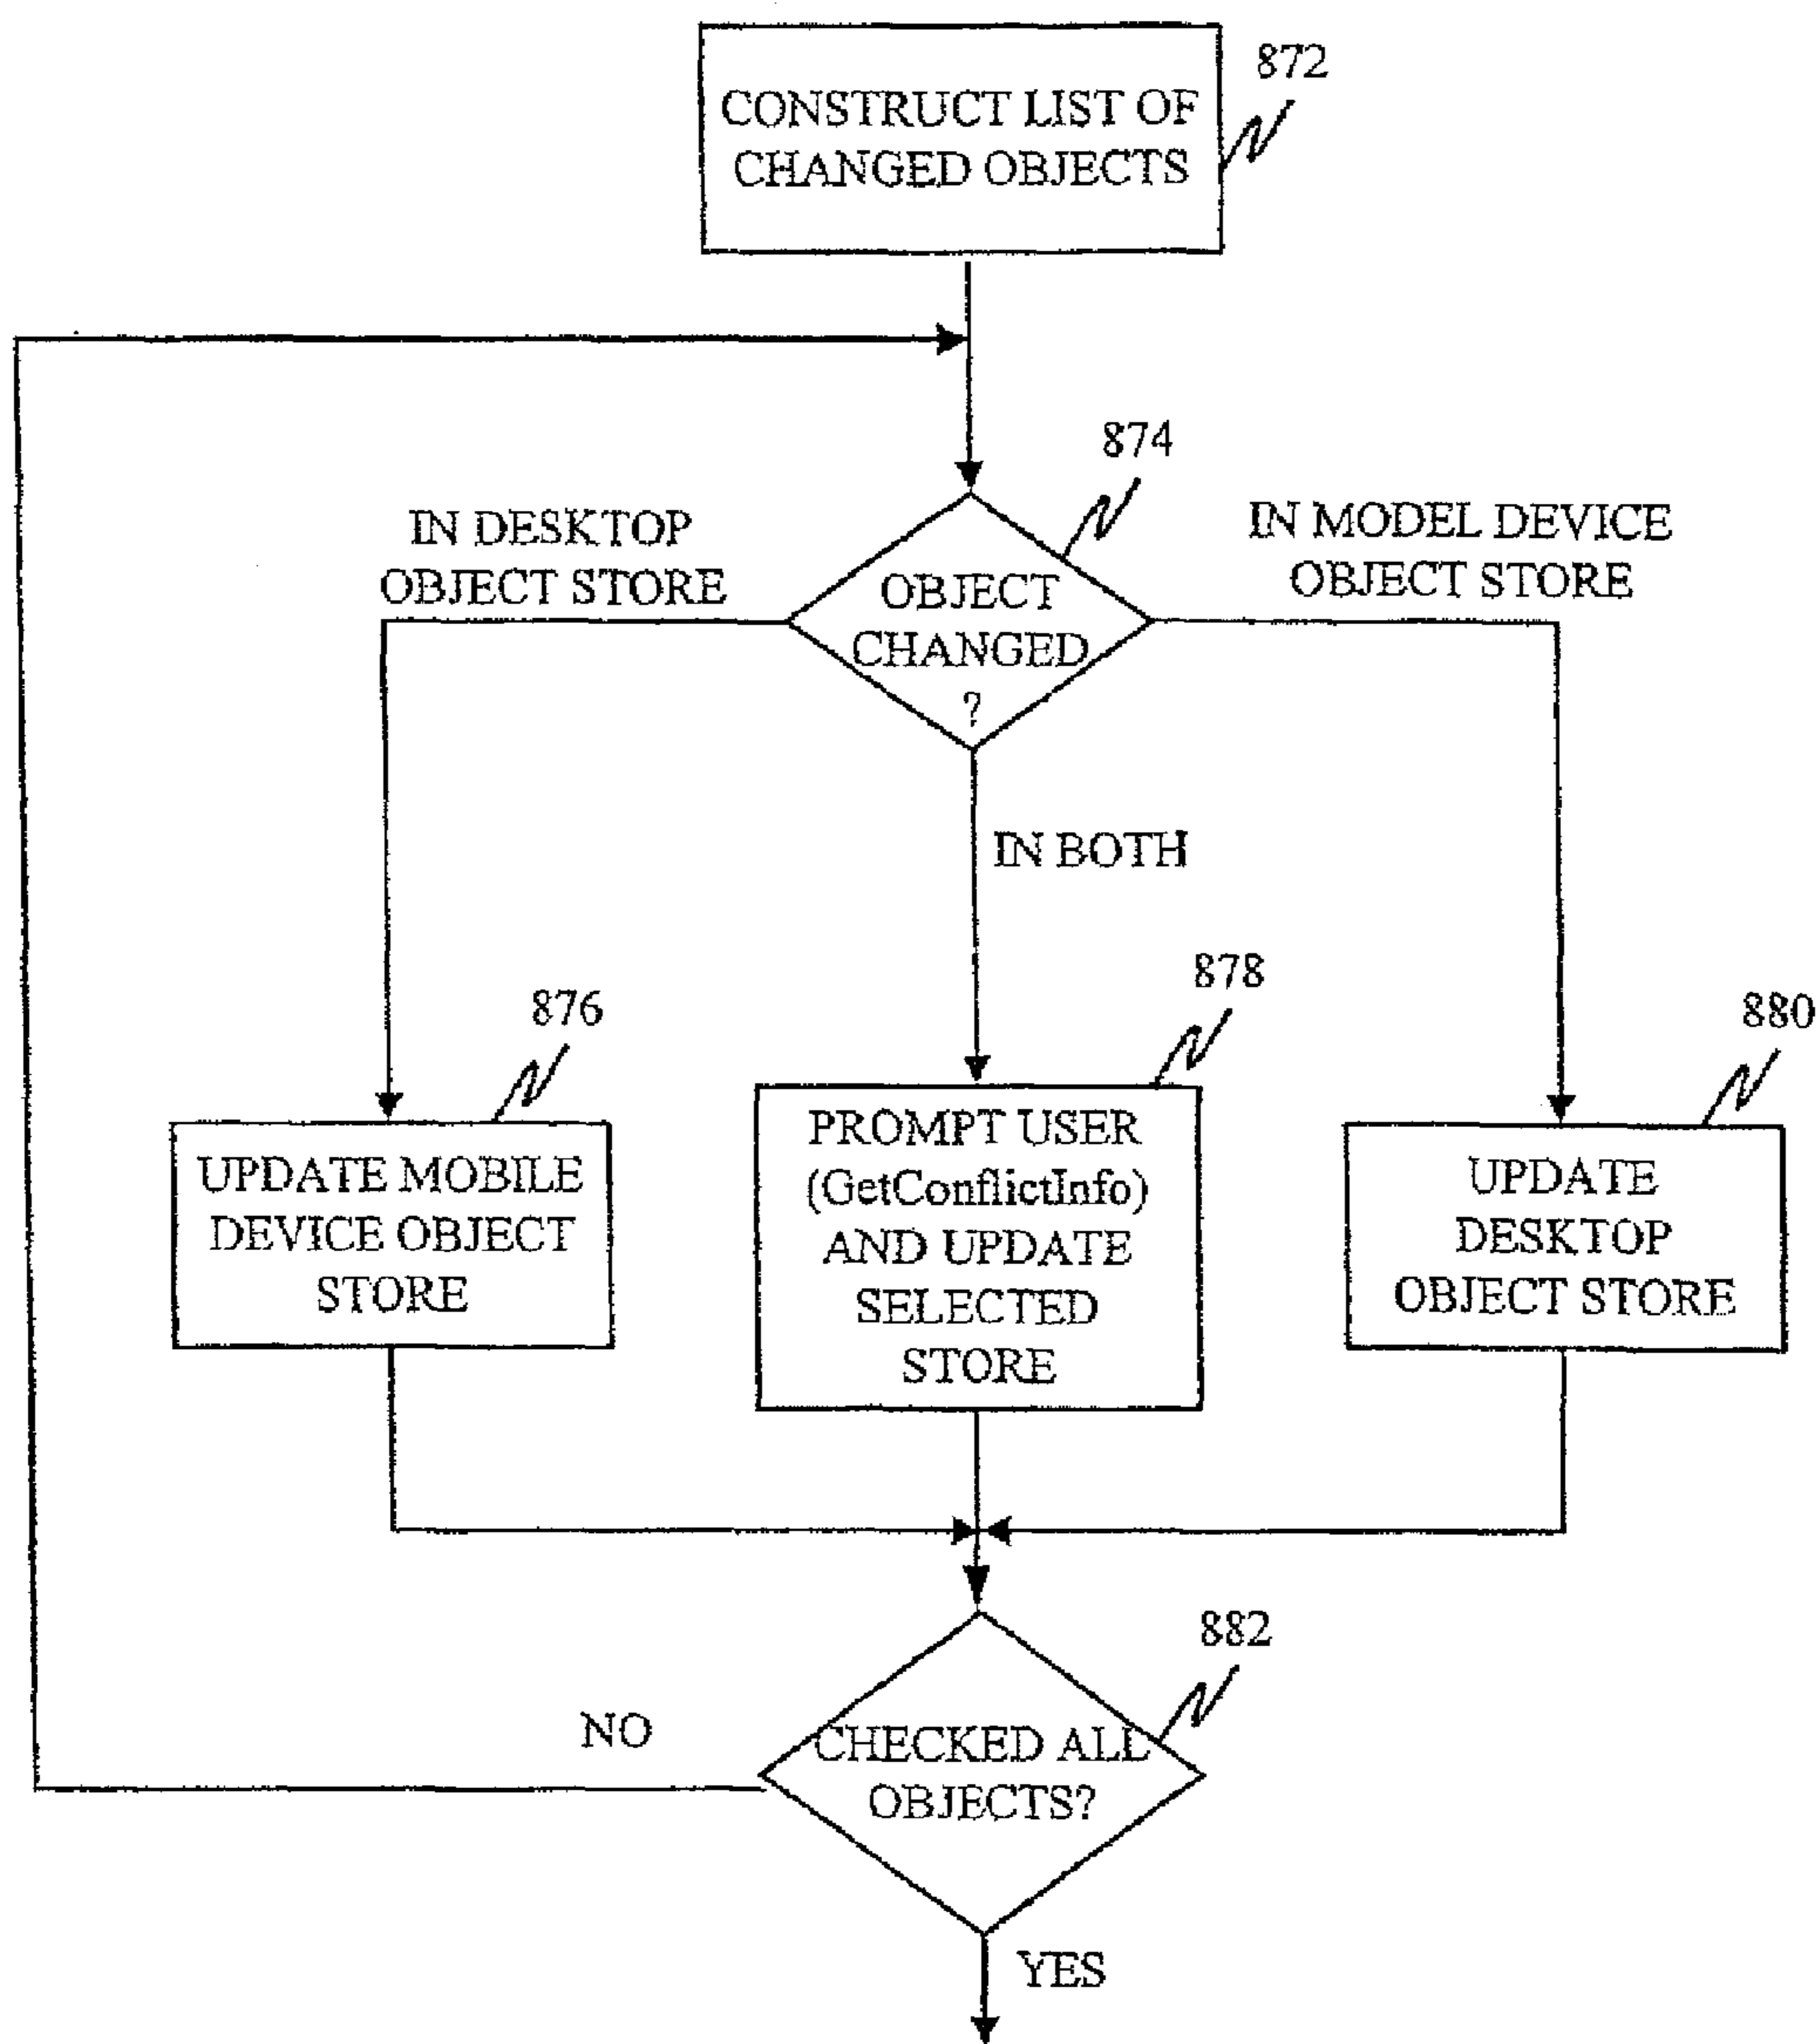 872
CONSTRUCT LIST OF
CHANGED OBJECTS
874
IN DESKTOP
OBJECT STORE
IN MODEL DEVICE
OBJECT STORE
OBJECT
CHANGED
?
IN BOTH
876
878
880
UPDATE MOBILE
DEVICE OBJECT
STORE
PROMPT USER
(GetConflictInfo)
AND UPDATE
SELECTED
STORE
UPDATE
DESKTOP
OBJECT STORE
882
NO
CHECKED ALL
OBJECTS?
YES